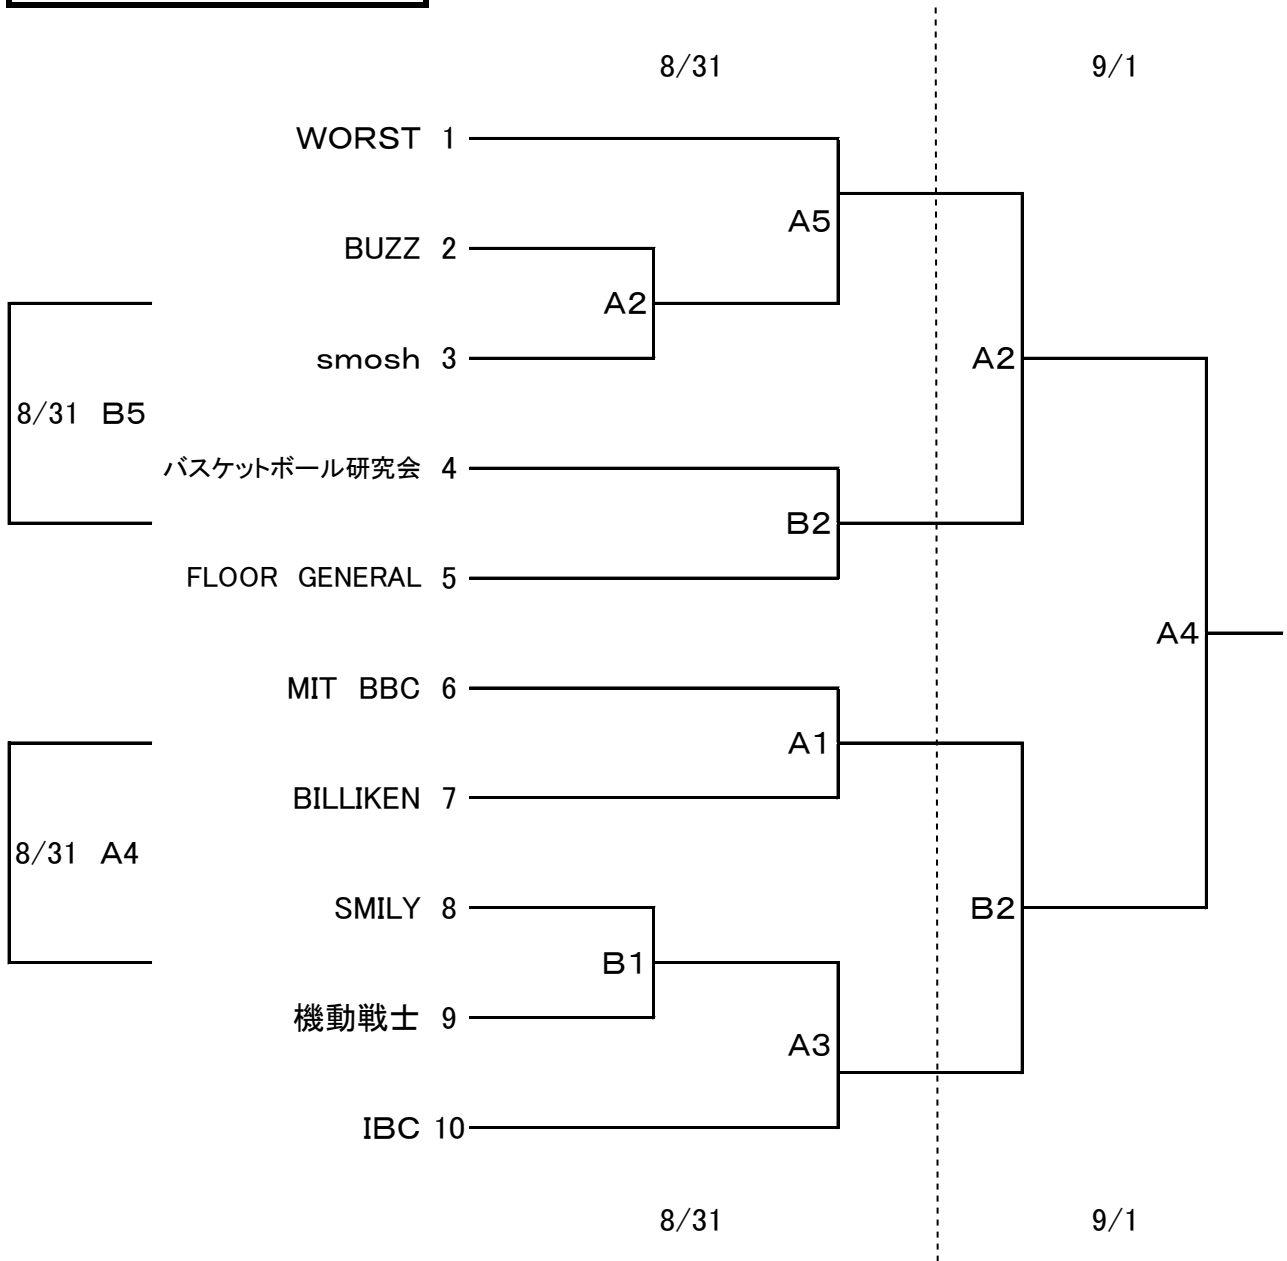 8/31 9/1
WORST 1
A5
BUZZ 2
A2
smosh 3
A2
8/31 B5
バスケットボール研究会 4
B2
FLOOR GENERAL 5
A4
MIT BBC 6
A1
BILLIKEN 7
8/31 A4
SMILY 8
B2
B1
機動戦士 9
A3
IBC 10
8/31 9/1